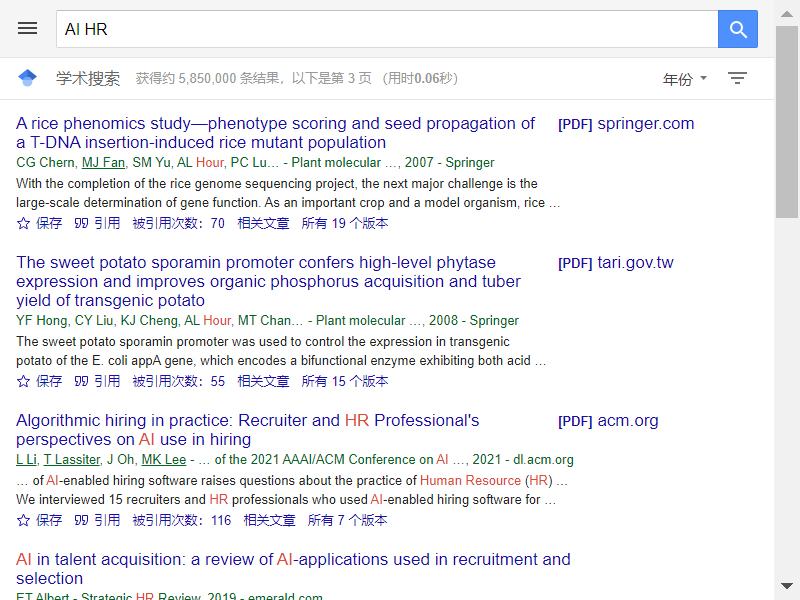 AI HR
学术搜索 获得约 5,850,000 条结果，以下是第 3 页 （用时0.06秒） 年份
A rice phenomics study—phenotype scoring and seed propagation of [PDF] springer.com
a T-DNA insertion-induced rice mutant population
CG Chern, MJ Fan, SM Yu, AL Hour, PC Lu… - Plant molecular …, 2007 - Springer
With the completion of the rice genome sequencing project, the next major challenge is the
large-scale determination of gene function. As an important crop and a model organism, rice …
保存 引用 被引用次数：70 相关文章 所有 19 个版本
The sweet potato sporamin promoter confers high-level phytase [PDF] tari.gov.tw
expression and improves organic phosphorus acquisition and tuber
yield of transgenic potato
YF Hong, CY Liu, KJ Cheng, AL Hour, MT Chan… - Plant molecular …, 2008 - Springer
The sweet potato sporamin promoter was used to control the expression in transgenic
potato of the E. coli appA gene, which encodes a bifunctional enzyme exhibiting both acid …
保存 引用 被引用次数：55 相关文章 所有 15 个版本
Algorithmic hiring in practice: Recruiter and HR Professional's [PDF] acm.org
perspectives on AI use in hiring
L Li, T Lassiter, J Oh, MK Lee - … of the 2021 AAAI/ACM Conference on AI …, 2021 - dl.acm.org
… of AI-enabled hiring software raises questions about the practice of Human Resource (HR) …
We interviewed 15 recruiters and HR professionals who used AI-enabled hiring software for …
保存 引用 被引用次数：116 相关文章 所有 7 个版本
AI in talent acquisition: a review of AI-applications used in recruitment and
selection
ET Albert - Strategic HR Review, 2019 - emerald.com